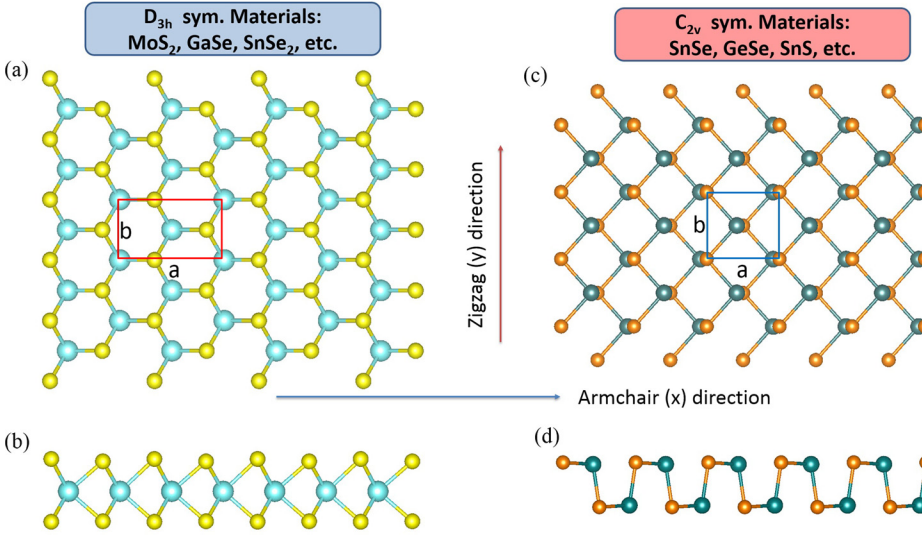 D₃ₕ sym. Materials:
MoS₂, GaSe, SnSe₂, etc.
C₂ᵥ sym. Materials:
SnSe, GeSe, SnS, etc.
(a)
(c)
b
a
b
a
Zigzag (y) direction
Armchair (x) direction
(b)
(d)